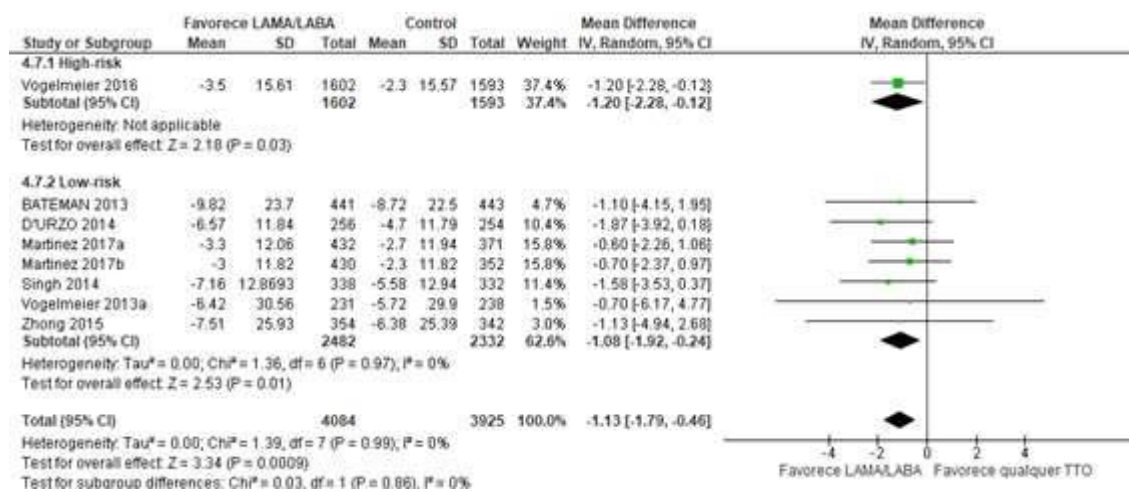 Favorece LAMA/LABA Control Mean Difference Mean Difference
Study or Subgroup Mean SD Total Mean SD Total Weight IV, Random, 95% CI IV, Random, 95% CI
4.7.1 High-risk
Vogelmeier 2016 -3.5 15.61 1602 -2.3 15.57 1593 37.4% -1.20 [-2.28, -0.12]
Subtotal (95% CI) 1602 1593 37.4% -1.20 [-2.28, -0.12]
Heterogeneity: Not applicable
Test for overall effect: Z = 2.18 (P = 0.03)
4.7.2 Low-risk
BATEMAN 2013 -9.82 23.7 441 -8.72 22.5 443 4.7% -1.10 [-4.15, 1.95]
D'URZO 2014 -6.57 11.84 256 -4.7 11.79 254 10.4% -1.87 [-3.92, 0.18]
Martinez 2017a -3.3 12.06 432 -2.7 11.94 371 15.8% -0.60 [-2.26, 1.06]
Martinez 2017b -3 11.82 430 -2.3 11.82 352 15.8% -0.70 [-2.37, 0.97]
Singh 2014 -7.16 12.8693 338 -5.58 12.94 332 11.4% -1.58 [-3.53, 0.37]
Vogelmeier 2013a -6.42 30.56 231 -5.72 29.9 238 1.5% -0.70 [-6.17, 4.77]
Zhong 2015 -7.51 25.93 354 -6.38 25.39 342 3.0% -1.13 [-4.94, 2.68]
Subtotal (95% CI) 2482 2332 62.6% -1.08 [-1.92, -0.24]
Heterogeneity: Tau² = 0.00; Chi² = 1.36, df = 6 (P = 0.97); I² = 0%
Test for overall effect: Z = 2.53 (P = 0.01)
Total (95% CI) 4084 3925 100.0% -1.13 [-1.79, -0.46]
Heterogeneity: Tau² = 0.00; Chi² = 1.39, df = 7 (P = 0.99); I² = 0%
Test for overall effect: Z = 3.34 (P = 0.0009)
Test for subgroup differences: Chi² = 0.03, df = 1 (P = 0.86), I² = 0%
-4 -2 0 2 4
Favorece LAMA/LABA Favorece qualquer TTO